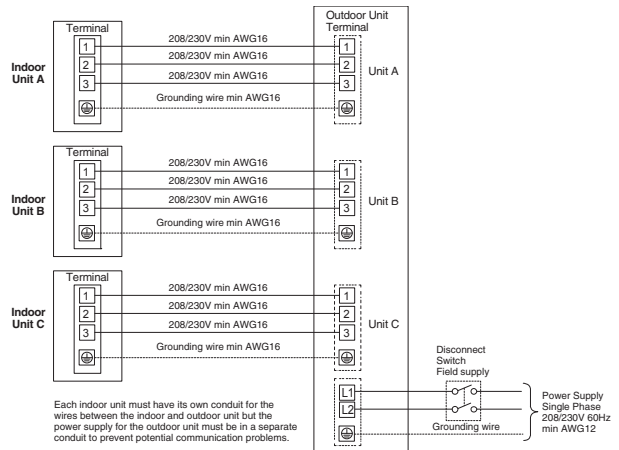 Outdoor Unit
Terminal
Indoor
Unit A
Terminal
1
2
3
208/230V min AWG16
208/230V min AWG16
208/230V min AWG16
Grounding wire min AWG16
1
2
3
Unit A
Indoor
Unit B
Terminal
1
2
3
208/230V min AWG16
208/230V min AWG16
208/230V min AWG16
Grounding wire min AWG16
1
2
3
Unit B
Indoor
Unit C
Terminal
1
2
3
208/230V min AWG16
208/230V min AWG16
208/230V min AWG16
Grounding wire min AWG16
1
2
3
Unit C
Each indoor unit must have its own conduit for the
wires between the indoor and outdoor unit but the
power supply for the outdoor unit must be in a separate
conduit to prevent potential communication problems.
L1
L2
Disconnect
Switch
Field supply
Grounding wire
Power Supply
Single Phase
208/230V 60Hz
min AWG12